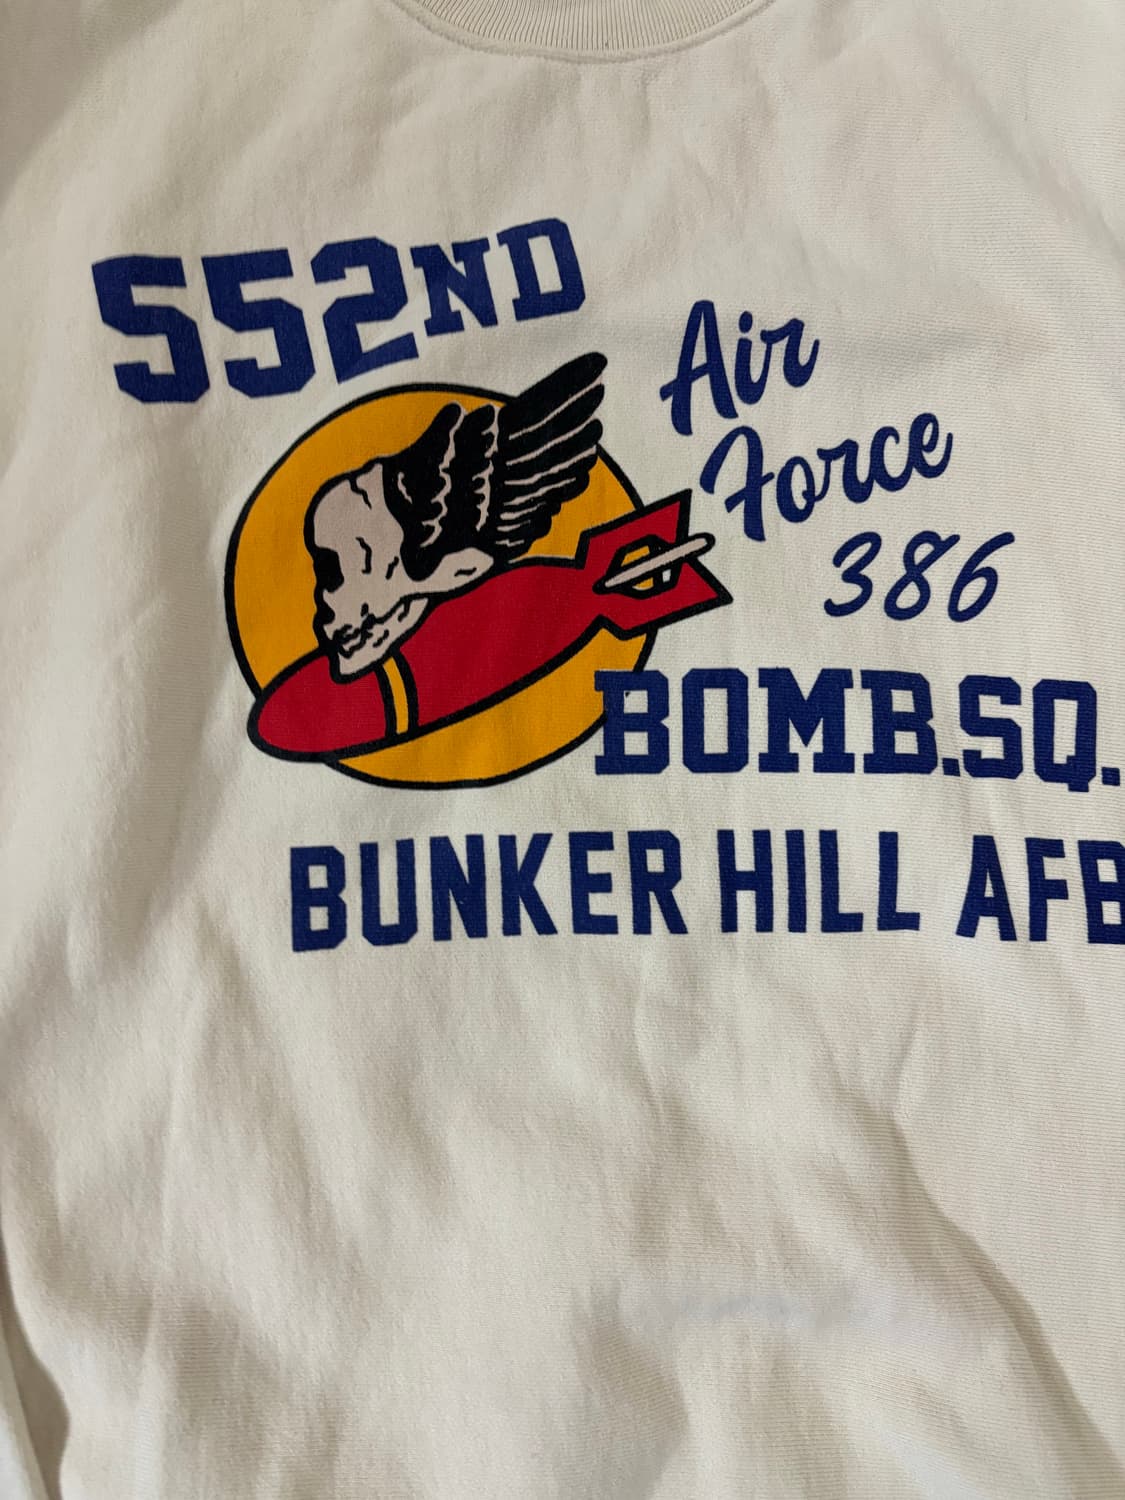 552ND
Air
Force
386
BOMB.SQ.
BUNKER HILL AFB